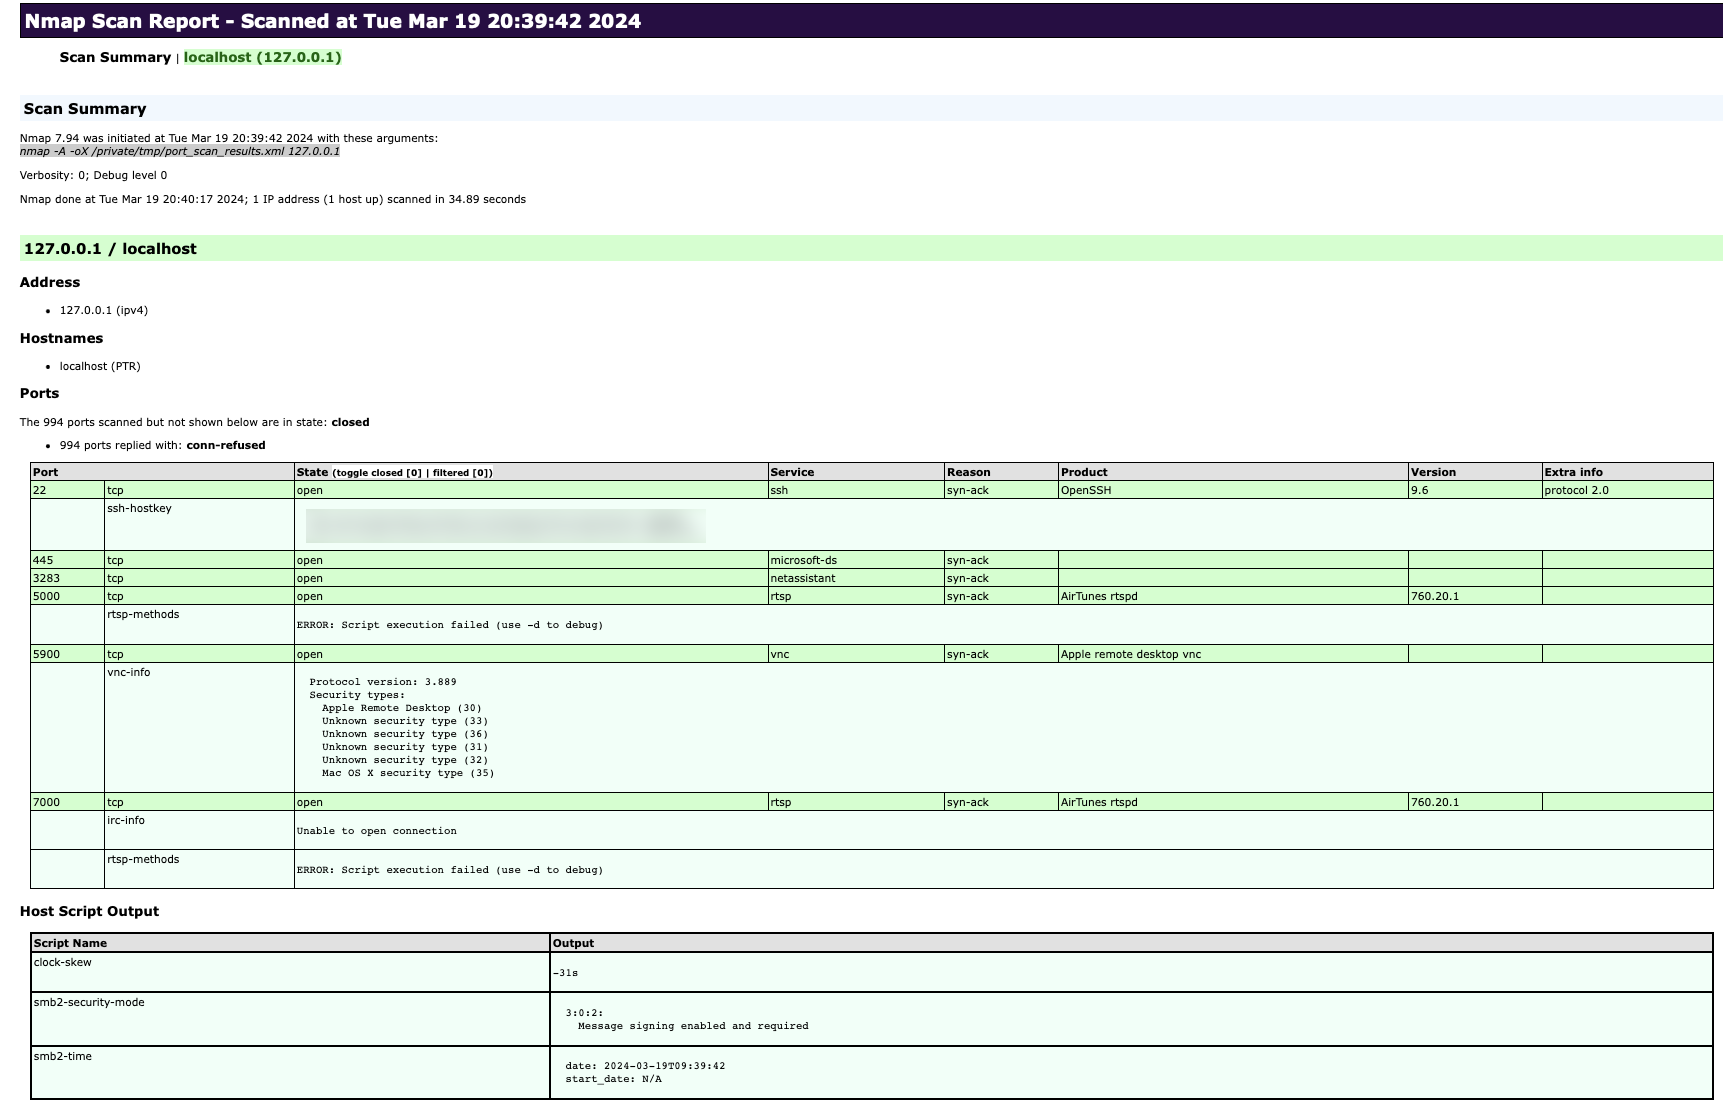 Nmap Scan Report - Scanned at Tue Mar 19 20:39:42 2024
Scan Summary | localhost (127.0.0.1)
Scan Summary
Nmap 7.94 was initiated at Tue Mar 19 20:39:42 2024 with these arguments:
nmap -A -oX /private/tmp/port_scan_results.xml 127.0.0.1
Verbosity: 0; Debug level 0
Nmap done at Tue Mar 19 20:40:17 2024; 1 IP address (1 host up) scanned in 34.89 seconds
127.0.0.1 / localhost
Address
• 127.0.0.1 (ipv4)
Hostnames
• localhost (PTR)
Ports
The 994 ports scanned but not shown below are in state: closed
• 994 ports replied with: conn-refused
Port State (toggle closed [0] | filtered [0]) Service Reason Product Version Extra info
22 tcp open ssh syn-ack OpenSSH 9.6 protocol 2.0
ssh-hostkey
445 tcp open microsoft-ds syn-ack
3283 tcp open netassistant syn-ack
5000 tcp open rtsp syn-ack AirTunes rtspd 760.20.1
rtsp-methods
ERROR: Script execution failed (use -d to debug)
5900 tcp open vnc syn-ack Apple remote desktop vnc
vnc-info
Protocol version: 3.889
Security types:
Apple Remote Desktop (30)
Unknown security type (33)
Unknown security type (36)
Unknown security type (31)
Unknown security type (32)
Mac OS X security type (35)
7000 tcp open rtsp syn-ack AirTunes rtspd 760.20.1
irc-info
Unable to open connection
rtsp-methods
ERROR: Script execution failed (use -d to debug)
Host Script Output
Script Name Output
clock-skew
-31s
smb2-security-mode
3:0:2:
Message signing enabled and required
smb2-time
date: 2024-03-19T09:39:42
start_date: N/A